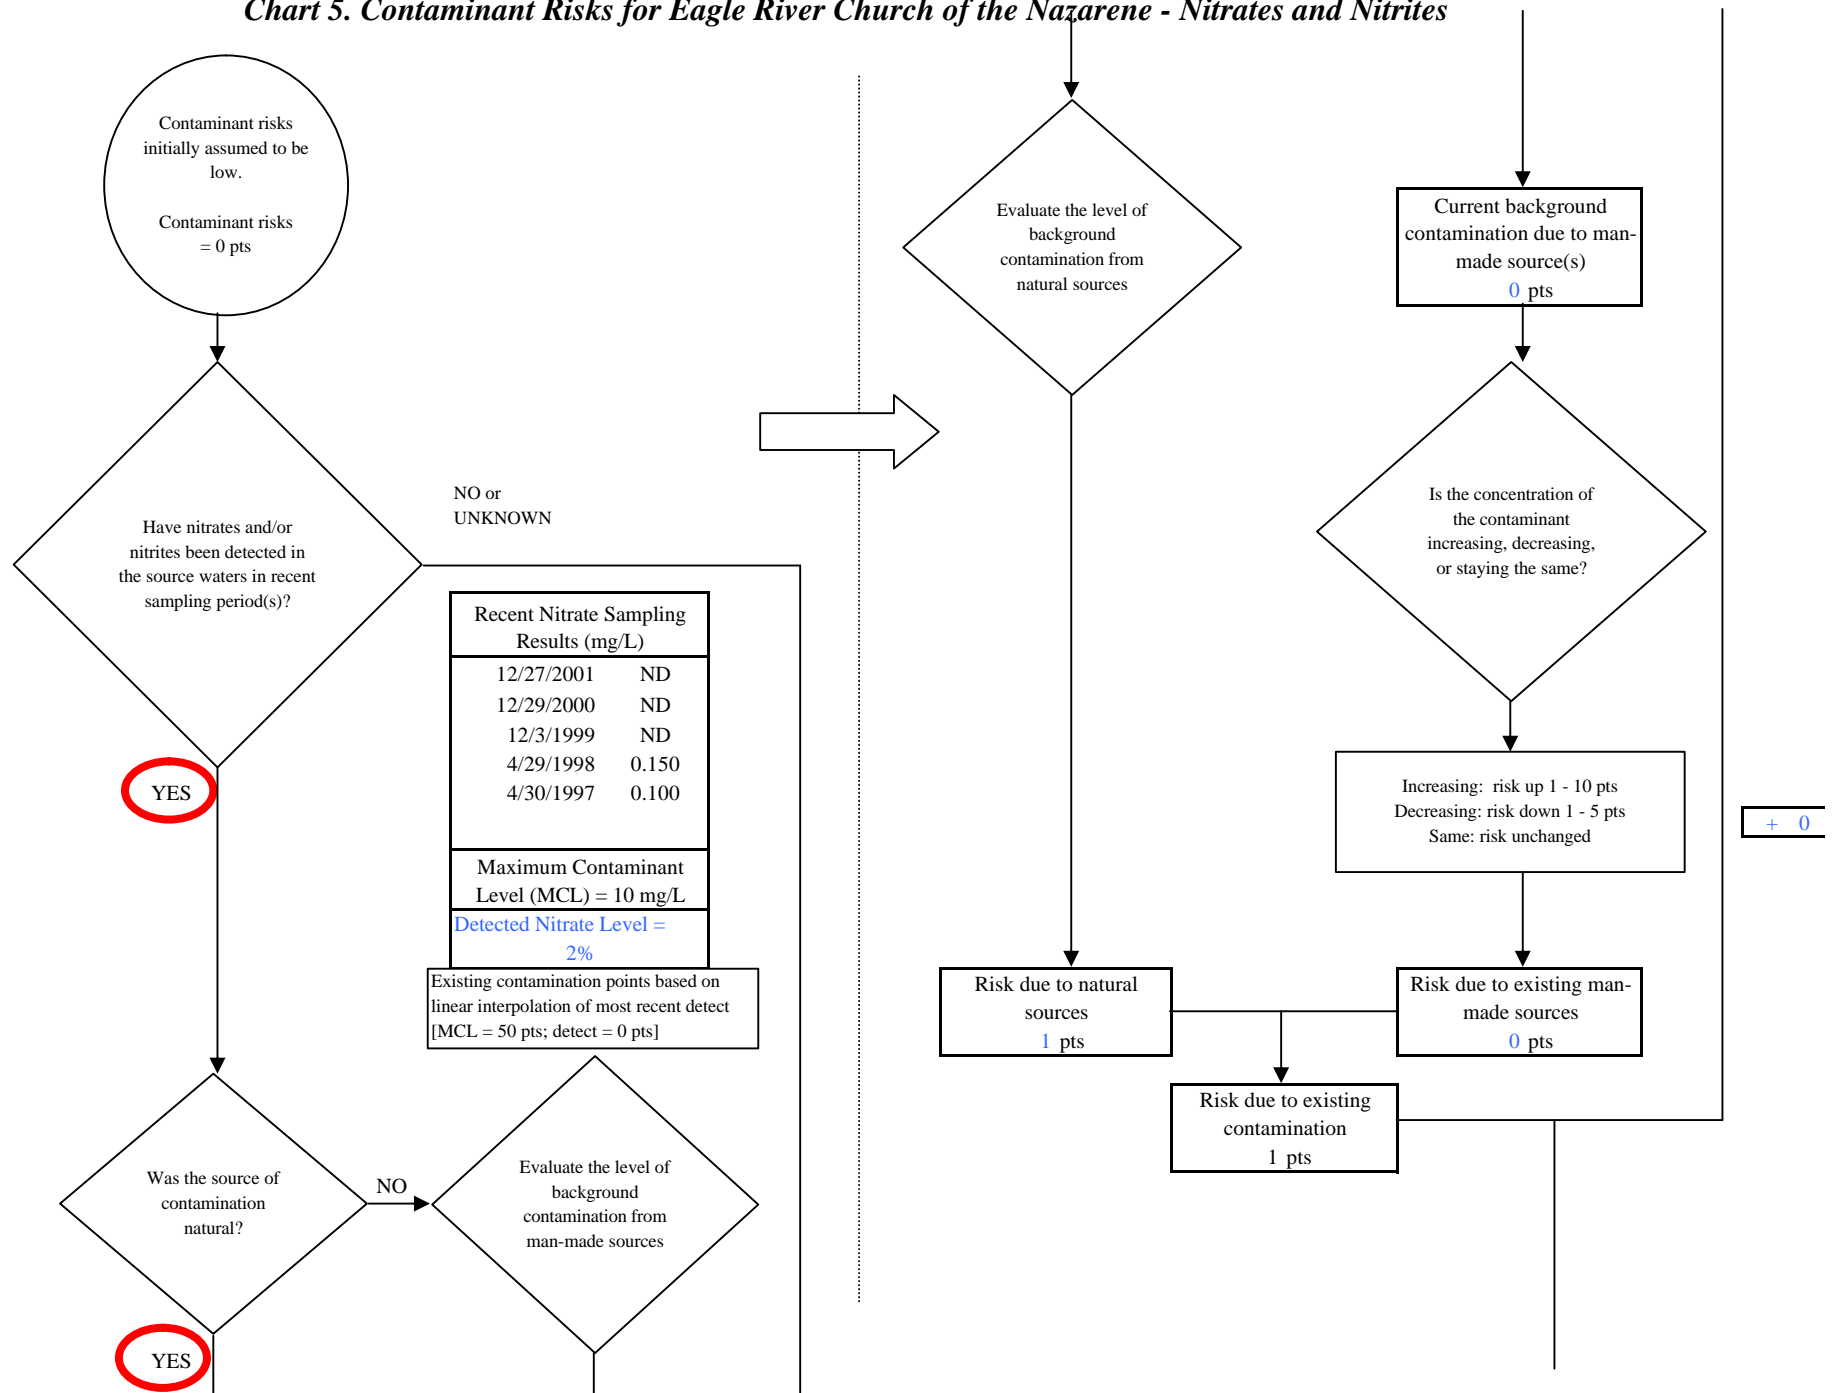 Chart 5. Contaminant Risks for Eagle River Church of the Nazarene - Nitrates and Nitrites
Contaminant risks
initially assumed to be
low.
Contaminant risks
= 0 pts
Have nitrates and/or
nitrites been detected in
the source waters in recent
sampling period(s)?
NO or
UNKNOWN
YES
Recent Nitrate Sampling
Results (mg/L)
12/27/2001 ND
12/29/2000 ND
12/3/1999 ND
4/29/1998 0.150
4/30/1997 0.100
Maximum Contaminant
Level (MCL) = 10 mg/L
Detected Nitrate Level =
2%
Existing contamination points based on
linear interpolation of most recent detect
[MCL = 50 pts; detect = 0 pts]
Was the source of
contamination
natural?
NO
YES
Evaluate the level of
background
contamination from
man-made sources
Evaluate the level of
background
contamination from
natural sources
Current background
contamination due to man-
made source(s)
0 pts
Is the concentration of
the contaminant
increasing, decreasing,
or staying the same?
Increasing: risk up 1 - 10 pts
Decreasing: risk down 1 - 5 pts
Same: risk unchanged
+ 0
Risk due to natural
sources
1 pts
Risk due to existing man-
made sources
0 pts
Risk due to existing
contamination
1 pts